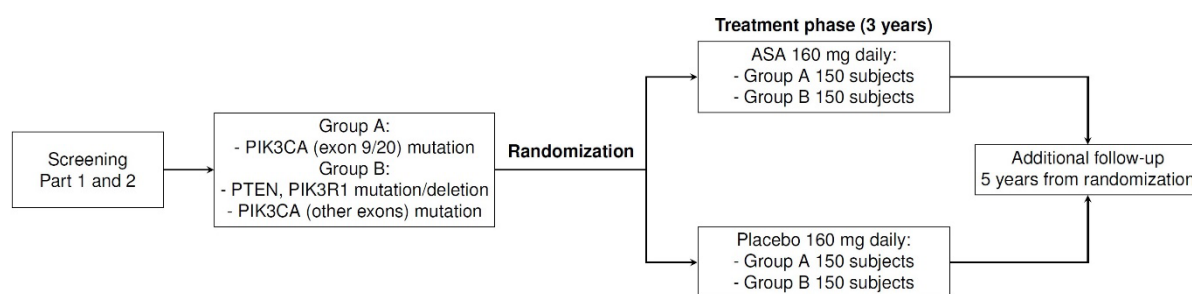 Screening
Part 1 and 2
Group A:
- PIK3CA (exon 9/20) mutation
Group B:
- PTEN, PIK3R1 mutation/deletion
- PIK3CA (other exons) mutation
Randomization
Treatment phase (3 years)
ASA 160 mg daily:
- Group A 150 subjects
- Group B 150 subjects
Placebo 160 mg daily:
- Group A 150 subjects
- Group B 150 subjects
Additional follow-up
5 years from randomization